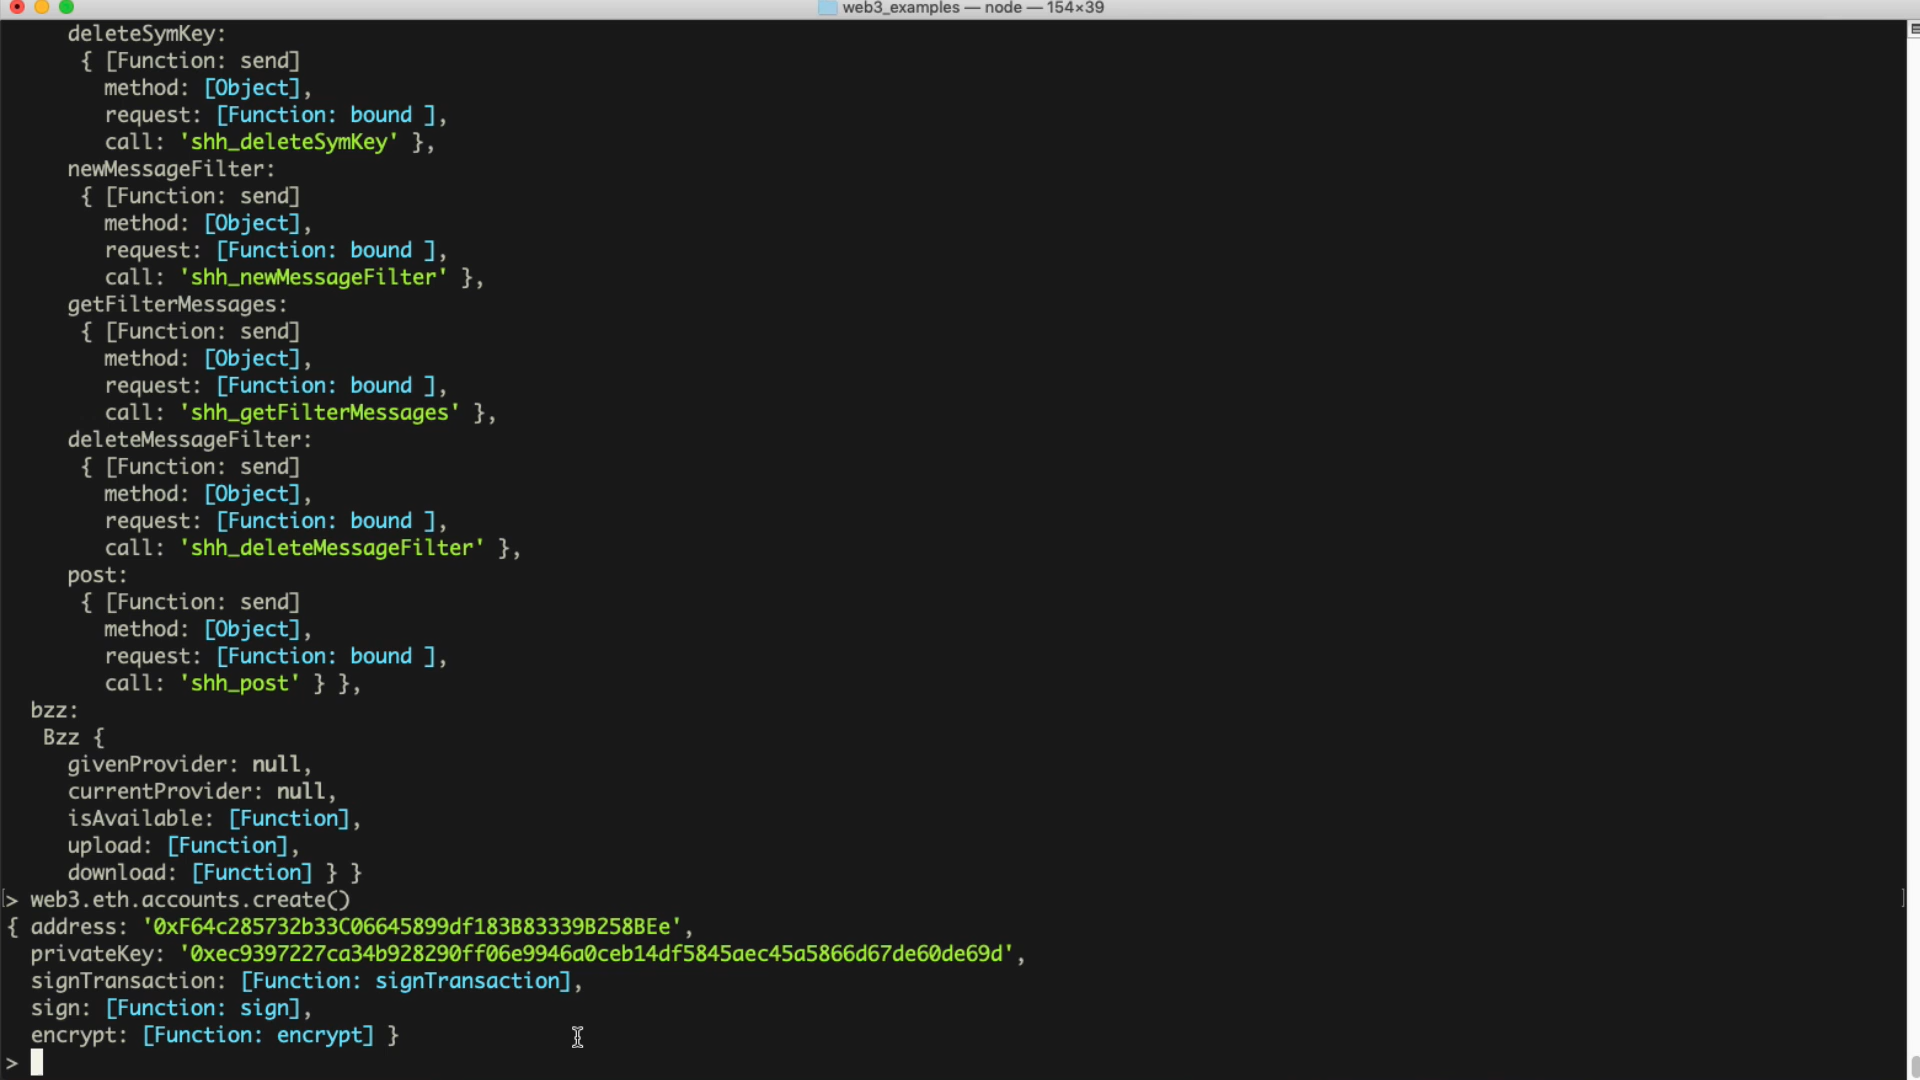 web3_examples — node — 154×39
deleteSymKey:
{ [Function: send]
method: [Object],
request: [Function: bound ],
call: 'shh_deleteSymKey' },
newMessageFilter:
{ [Function: send]
method: [Object],
request: [Function: bound ],
call: 'shh_newMessageFilter' },
getFilterMessages:
{ [Function: send]
method: [Object],
request: [Function: bound ],
call: 'shh_getFilterMessages' },
deleteMessageFilter:
{ [Function: send]
method: [Object],
request: [Function: bound ],
call: 'shh_deleteMessageFilter' },
post:
{ [Function: send]
method: [Object],
request: [Function: bound ],
call: 'shh_post' } },
bzz:
Bzz {
givenProvider: null,
currentProvider: null,
isAvailable: [Function],
upload: [Function],
download: [Function] } }
[> web3.eth.accounts.create() ]
{ address: '0xF64c285732b33C06645899df183B83339B258BEe',
privateKey: '0xec9397227ca34b928290ff06e9946a0ceb14df5845aec45a5866d67de60de69d',
signTransaction: [Function: signTransaction],
sign: [Function: sign],
encrypt: [Function: encrypt] }
>